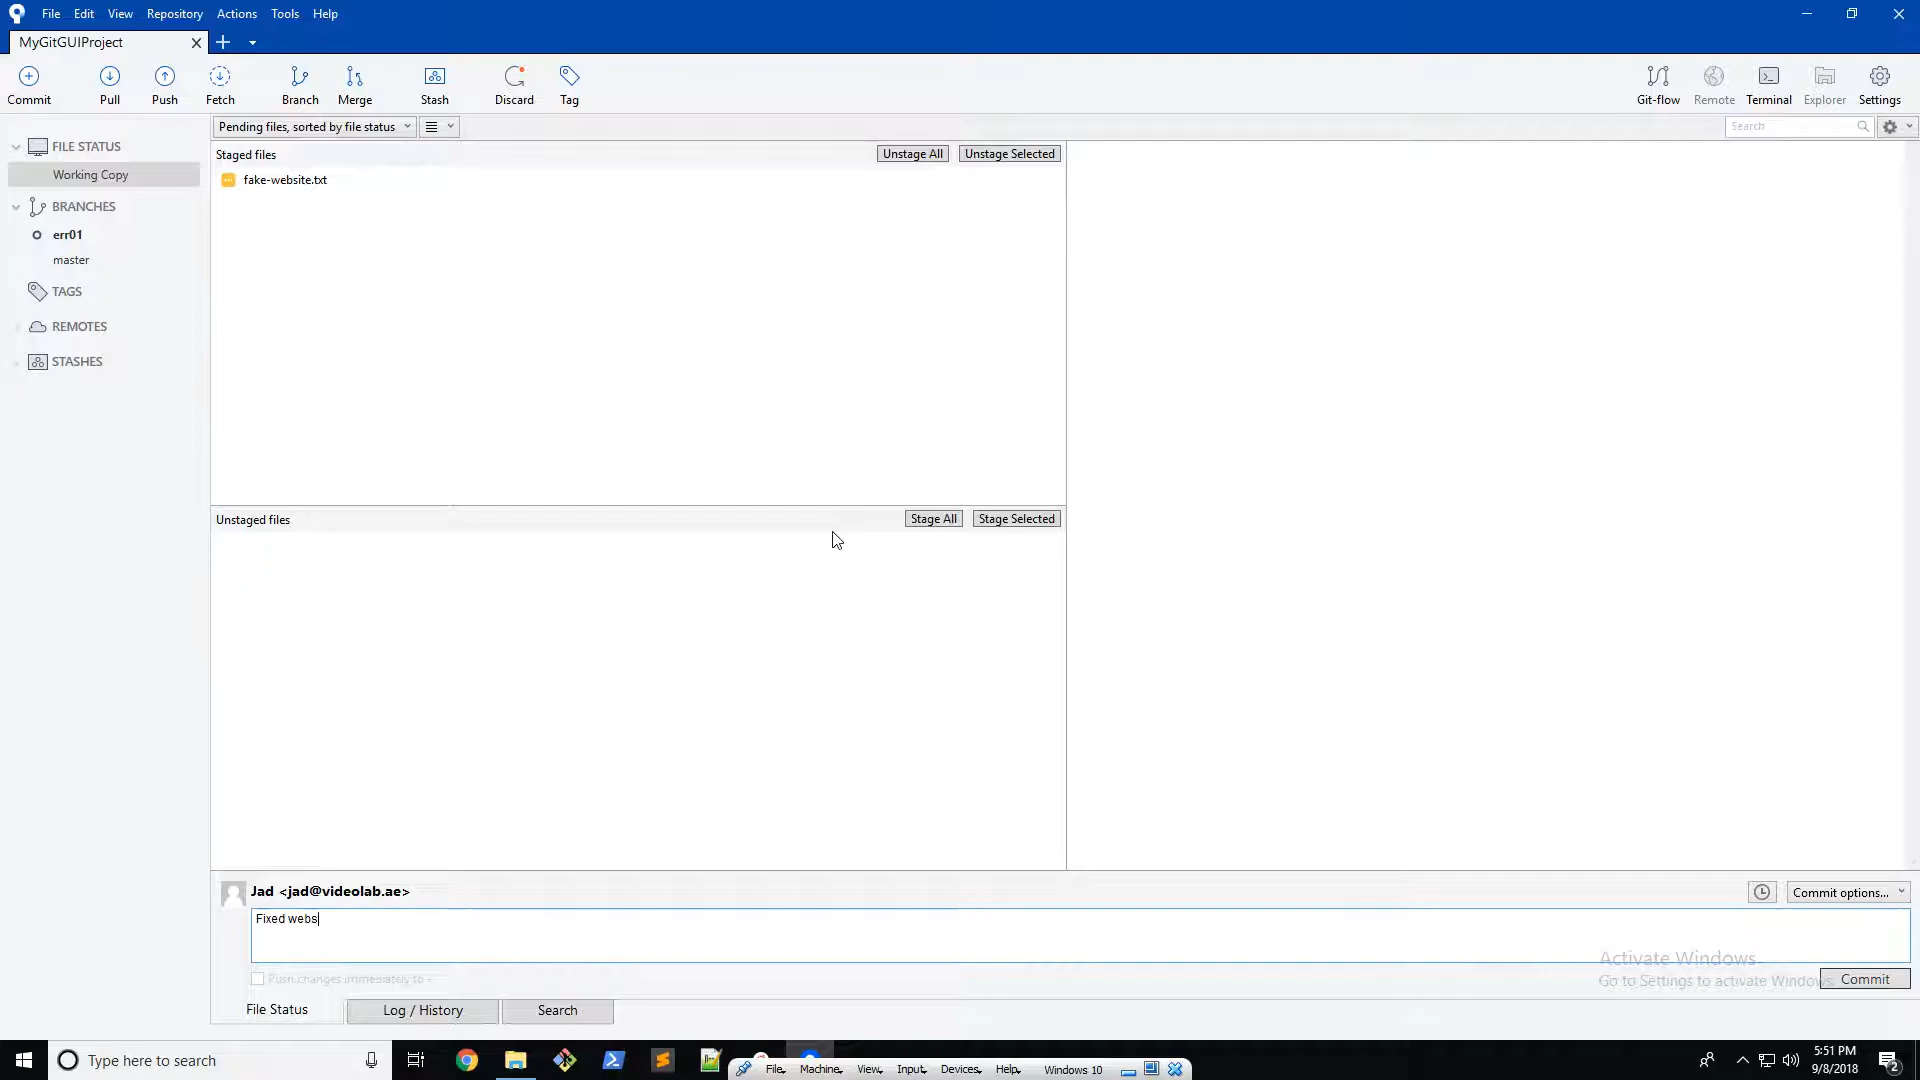 File Edit View Repository Actions Tools Help
MyGitGUIProject
Commit Pull Push Fetch Branch Merge Stash Discard Tag Git-flow Remote Terminal Explorer Settings
Pending files, sorted by file status
Search
FILE STATUS
Working Copy
BRANCHES
err01
master
TAGS
REMOTES
STASHES
Staged files
Unstage All Unstage Selected
fake-website.txt
Unstaged files
Stage All Stage Selected
Jad <jad@videolab.ae>
Commit options...
Fixed webs
Push changes immediately to -
Activate Windows
Go to Settings to activate Windows.
Commit
File Status Log / History Search
Type here to search
File Machine View Input Devices Help Windows 10
5:51 PM
9/8/2018
2